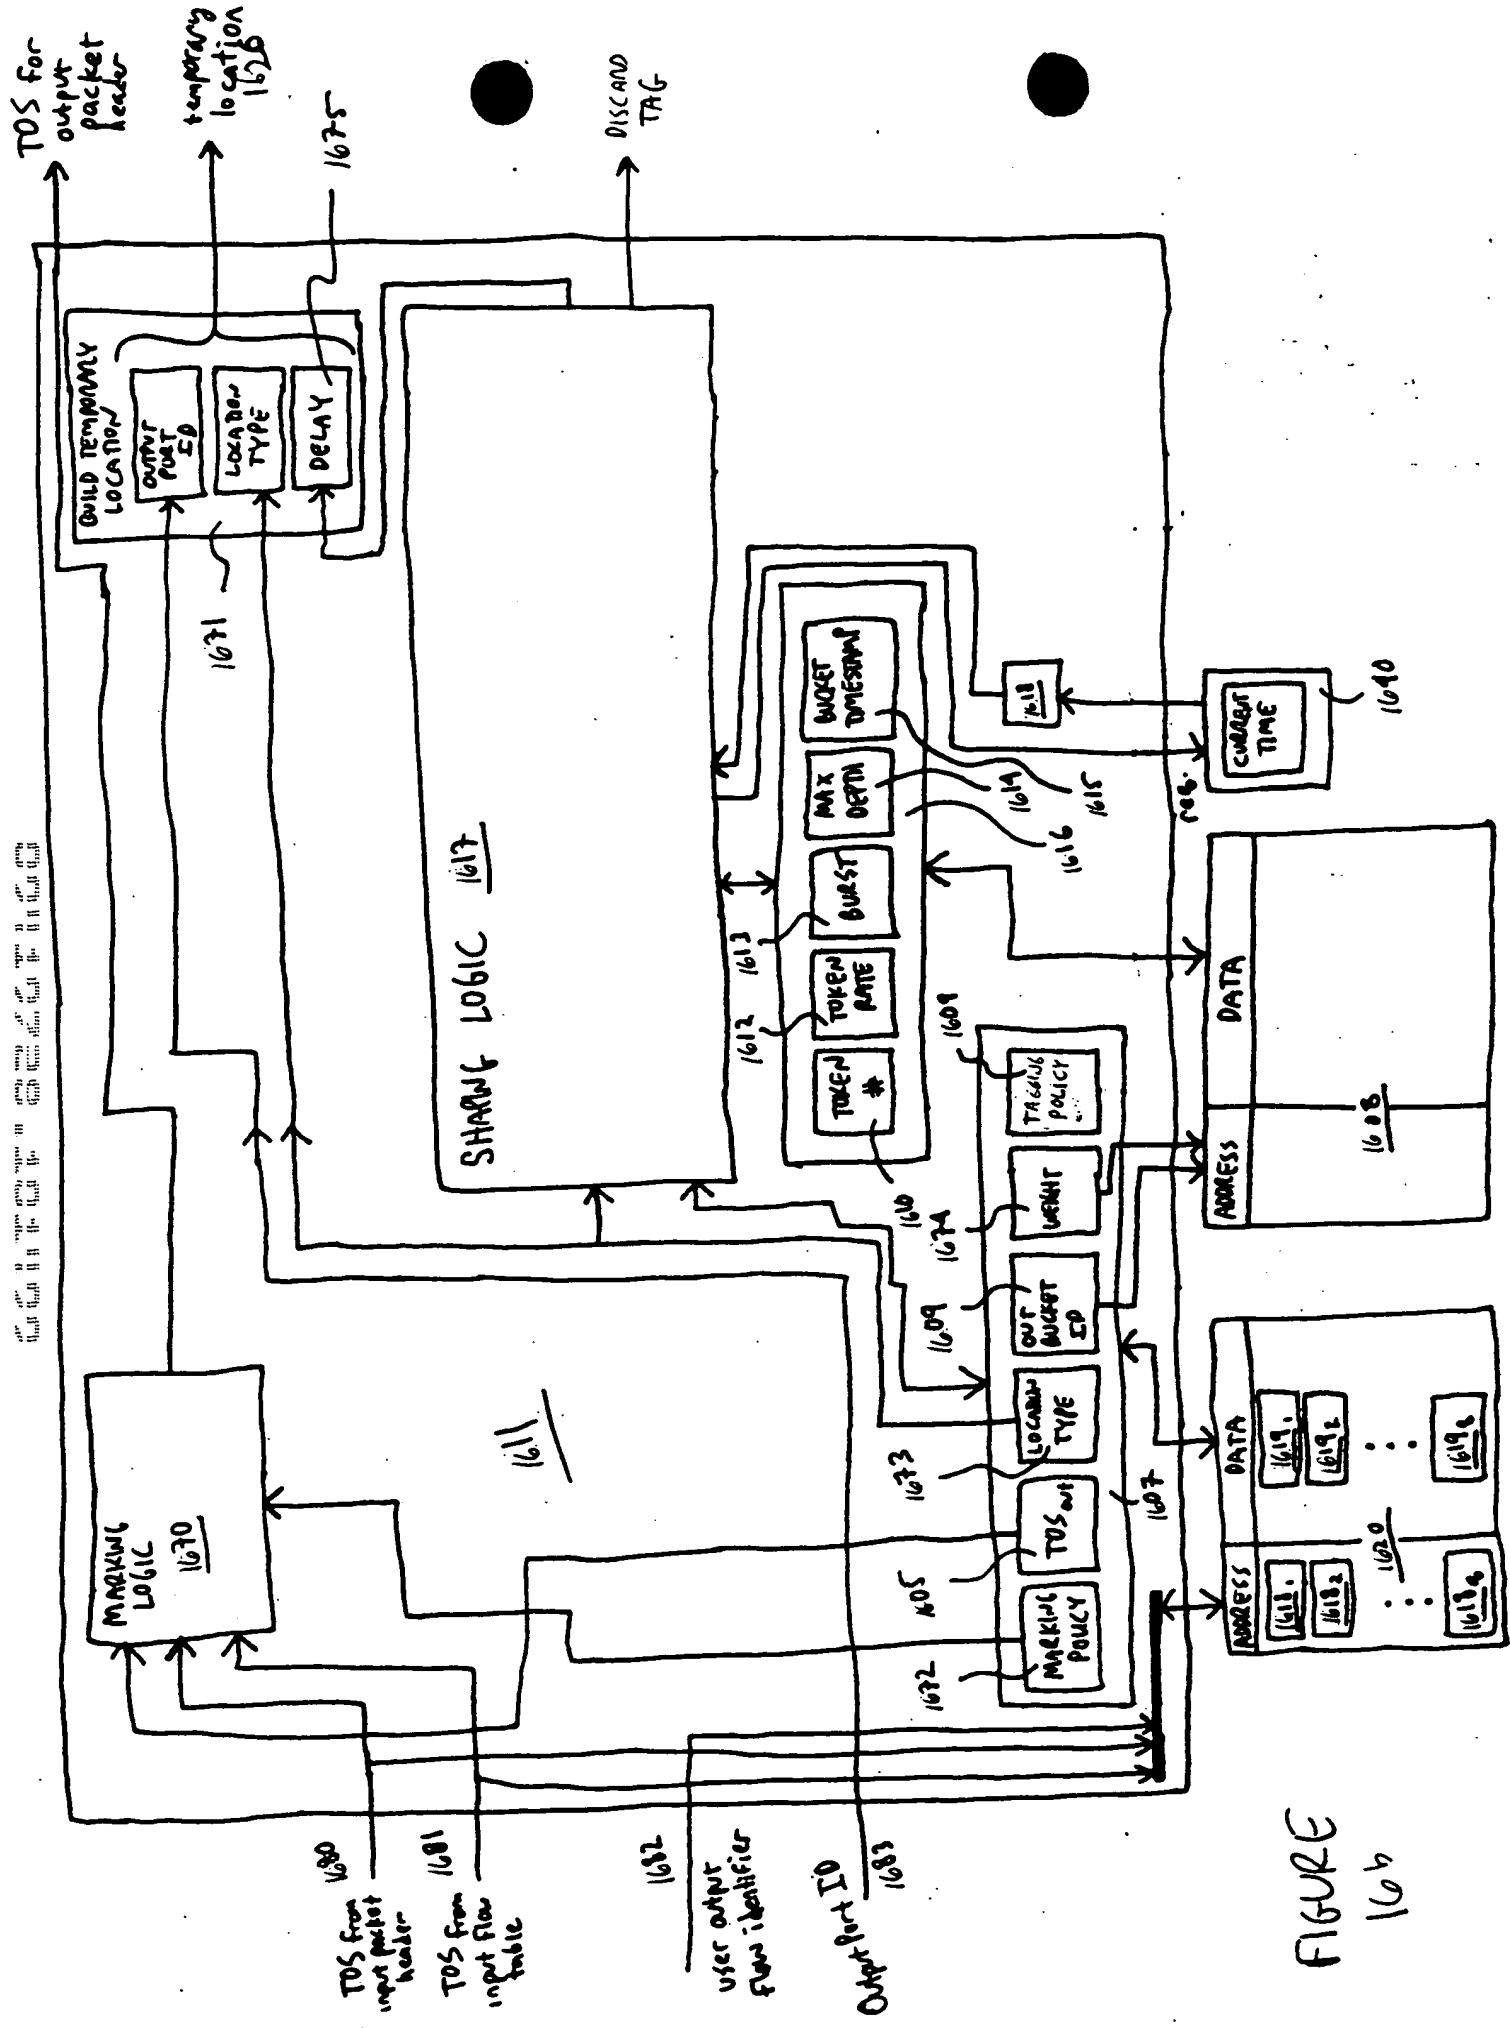 TOS for
output
packet
header
temporary
location
1626
1675
DISCARD
TAG
BUILD TEMPORARY
LOCATION
OUTPUT
PORT
ID
LOCATION
TYPE
DELAY
1671
MARKING
LOGIC
1670
SHAPING LOGIC 1617
1611
TOKEN
#
TOKEN
RATE
BURST
MAX
DEPTH
BUCKET
TIMESTAMP
1610
1612
1613
1614
1615
1616
MARKING
POLICY
TOS out
LOCATION
TYPE
OUT
BUCKET
ID
WEIGHT
TAGGING
POLICY
1672
1605
1673
1609
1674
1609
1607
1618
CURRENT
TIME
1690
req.
ADDRESS
DATA
1608
ADDRESS
DATA
1618₁
1618₂
1618
1619₁
1619₂
1619
1620
1680
TOS from
input packet
header
1681
TOS from
input flow
table
1682
user output
flow identifier
Output Port ID
1683
FIGURE
16b